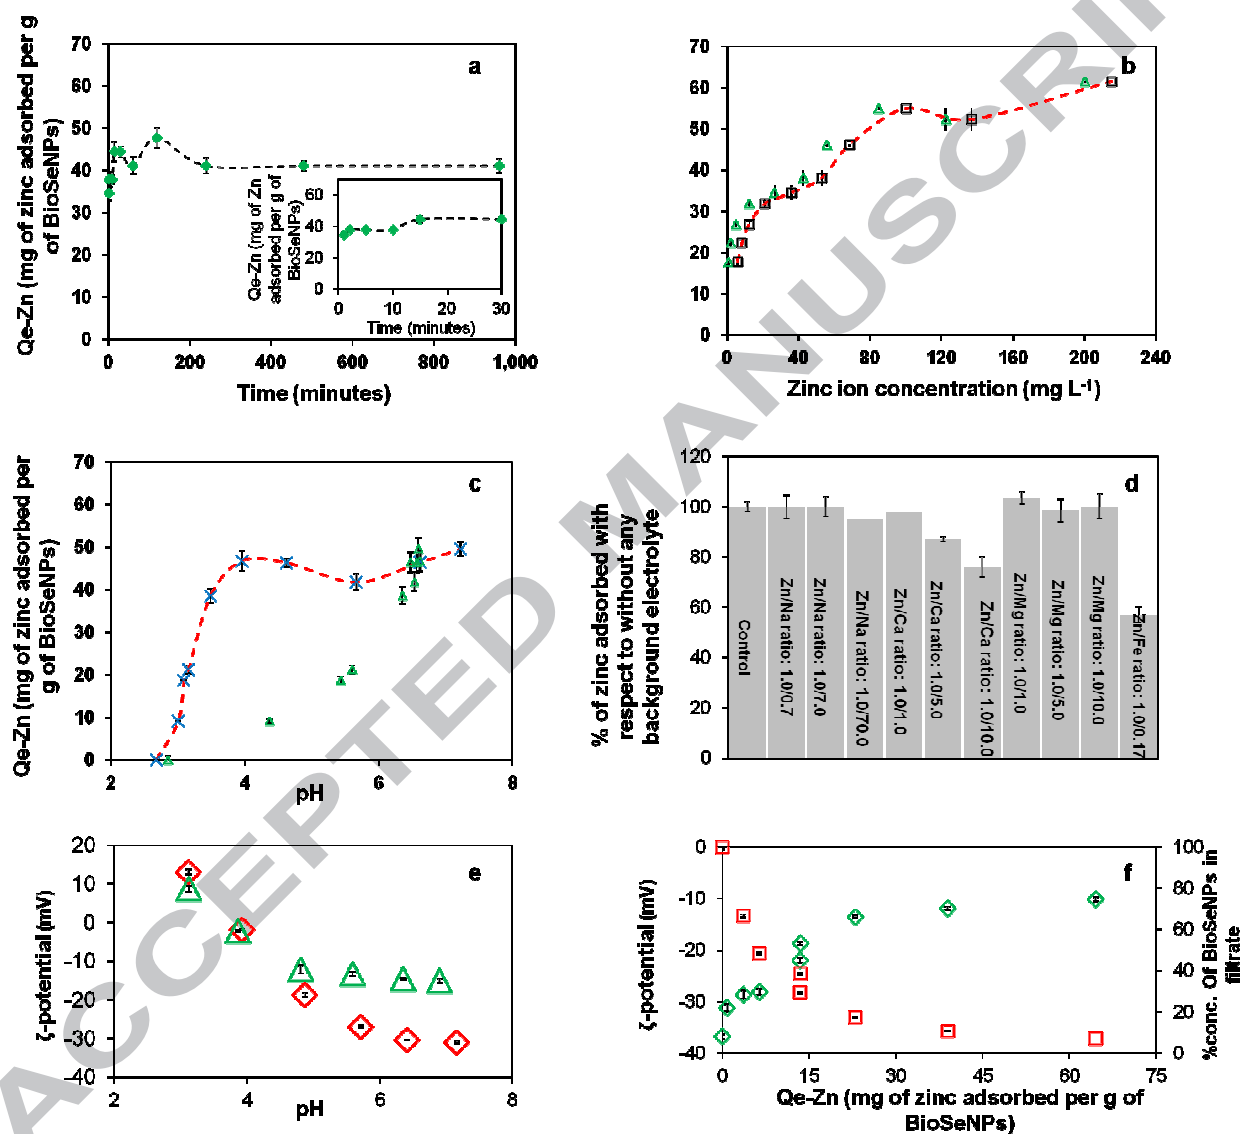 a
Qe-Zn (mg of zinc adsorbed per g
of BioSeNPs)
70
60
50
40
30
20
10
0
0 200 400 600 800 1,000
Time (minutes)
Qe-Zn (mg of Zn
adsorbed per g of
BioSeNPs)
60
40
20
0
0 10 20 30
Time (minutes)
b
70
60
50
40
30
20
10
0
0 40 80 120 160 200 240
Zinc ion concentration (mg L-1)
c
Qe-Zn (mg of zinc adsorbed per
g of BioSeNPs)
70
60
50
40
30
20
10
0
2 4 6 8
pH
d
% of zinc adsorbed with
respect to without any
background electrolyte
120
100
80
60
40
20
0
Control
Zn/Na ratio: 1.0/0.7
Zn/Na ratio: 1.0/7.0
Zn/Na ratio: 1.0/70.0
Zn/Ca ratio: 1.0/1.0
Zn/Ca ratio: 1.0/5.0
Zn/Ca ratio: 1.0/10.0
Zn/Mg ratio: 1.0/1.0
Zn/Mg ratio: 1.0/5.0
Zn/Mg ratio: 1.0/10.0
Zn/Fe ratio: 1.0/0.17
e
ζ-potential (mV)
20
10
0
-10
-20
-30
-40
2 4 6 8
pH
f
ζ-potential (mV)
0
-10
-20
-30
-40
100
80
60
40
20
0
%conc. Of BioSeNPs in
filtrate
0 15 30 45 60 75
Qe-Zn (mg of zinc adsorbed per g of
BioSeNPs)
ACCEPTED MANUSCRI